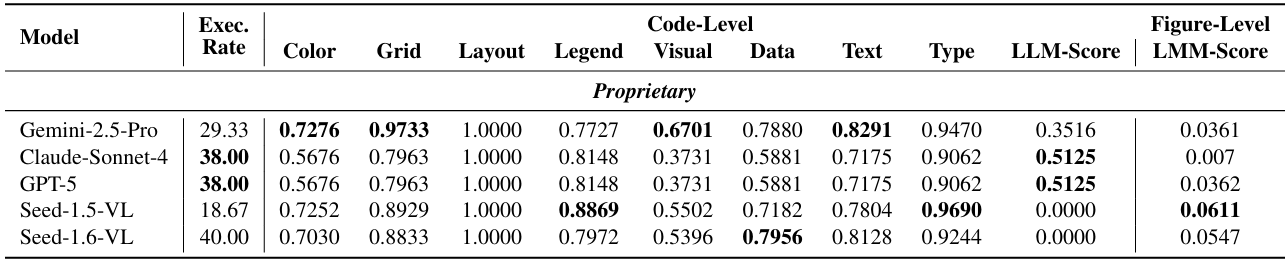 Model Exec. Rate Code-Level Figure-Level
Color Grid Layout Legend Visual Data Text Type LLM-Score LMM-Score
Proprietary
Gemini-2.5-Pro 29.33 0.7276 0.9733 1.0000 0.7727 0.6701 0.7880 0.8291 0.9470 0.3516 0.0361
Claude-Sonnet-4 38.00 0.5676 0.7963 1.0000 0.8148 0.3731 0.5881 0.7175 0.9062 0.5125 0.007
GPT-5 38.00 0.5676 0.7963 1.0000 0.8148 0.3731 0.5881 0.7175 0.9062 0.5125 0.0362
Seed-1.5-VL 18.67 0.7252 0.8929 1.0000 0.8869 0.5502 0.7182 0.7804 0.9690 0.0000 0.0611
Seed-1.6-VL 40.00 0.7030 0.8833 1.0000 0.7972 0.5396 0.7956 0.8128 0.9244 0.0000 0.0547